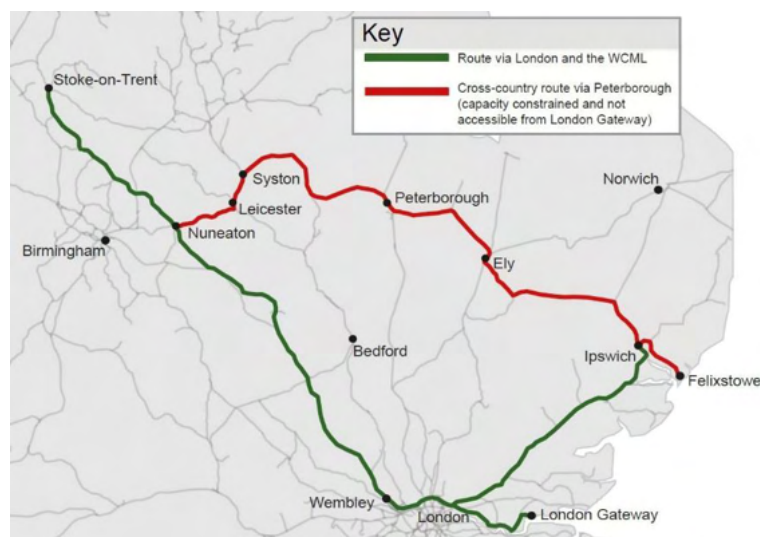 Key
Route via London and the WCML
Cross-country route via Peterborough
(capacity constrained and not
accessible from London Gateway)
Stoke-on-Trent
Syston
Norwich
Leicester
Peterborough
Nuneaton
Birmingham
Ely
Bedford
Ipswich
Felixstowe
Wembley
London
London Gateway